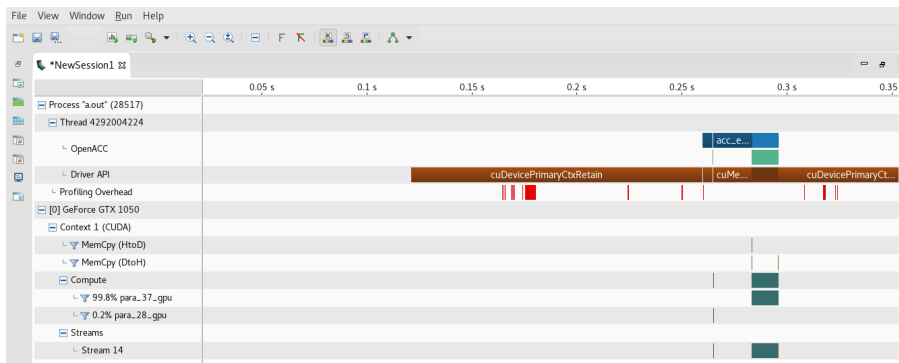 File View Window Run Help
*NewSession1
0.05 s 0.1 s 0.15 s 0.2 s 0.25 s 0.3 s 0.35
Process "a.out" (28517)
Thread 4292004224
OpenACC
acc_e...
Driver API
cuDevicePrimaryCtxRetain cuMe... cuDevicePrimaryCt...
Profiling Overhead
[0] GeForce GTX 1050
Context 1 (CUDA)
MemCpy (HtoD)
MemCpy (DtoH)
Compute
99.8% para_37_gpu
0.2% para_28_gpu
Streams
Stream 14